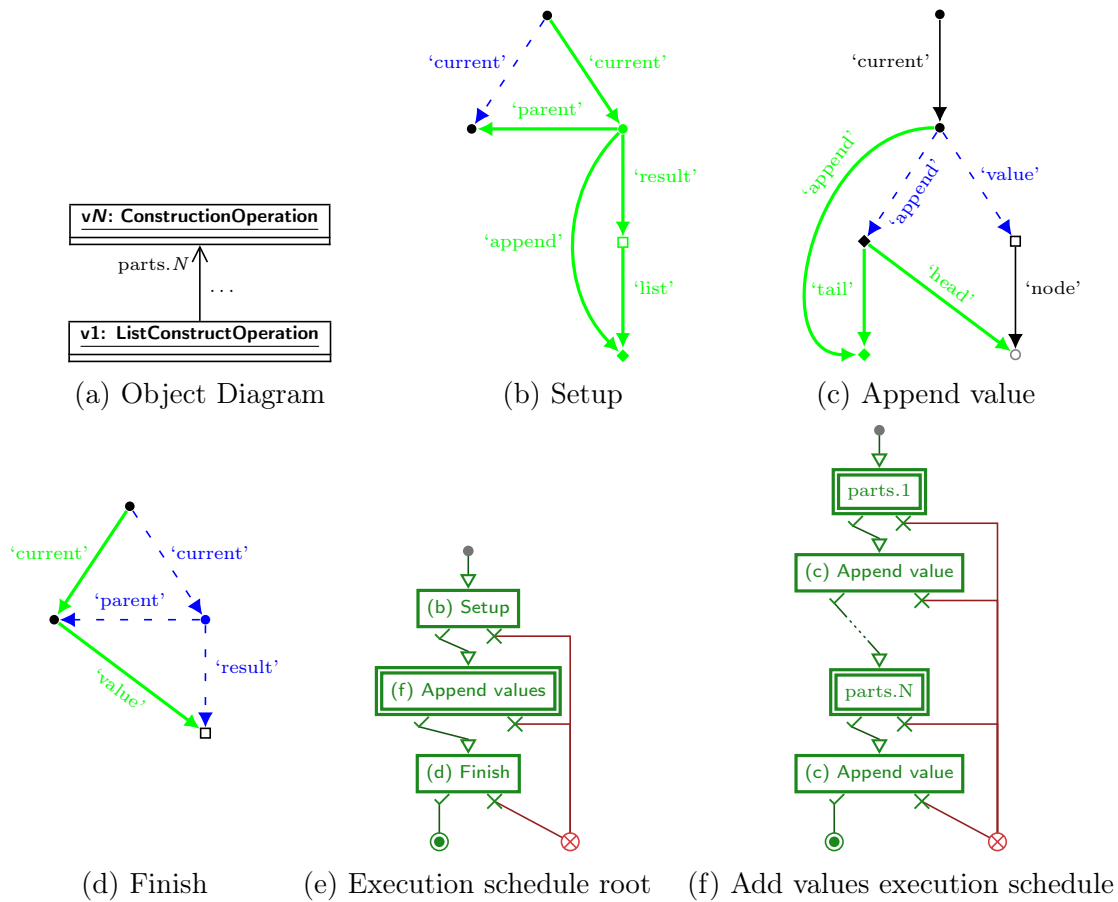 ‘current’
‘current’
‘parent’
‘result’
‘append’
‘list’
‘current’
‘append’
‘append’
‘value’
‘tail’
‘head’
‘node’
vN: ConstructionOperation
parts.N
...
v1: ListConstructOperation
(a) Object Diagram
(b) Setup
(c) Append value
‘current’
‘current’
‘parent’
‘value’
‘result’
(b) Setup
(f) Append values
(d) Finish
parts.1
(c) Append value
parts.N
(c) Append value
(d) Finish
(e) Execution schedule root
(f) Add values execution schedule